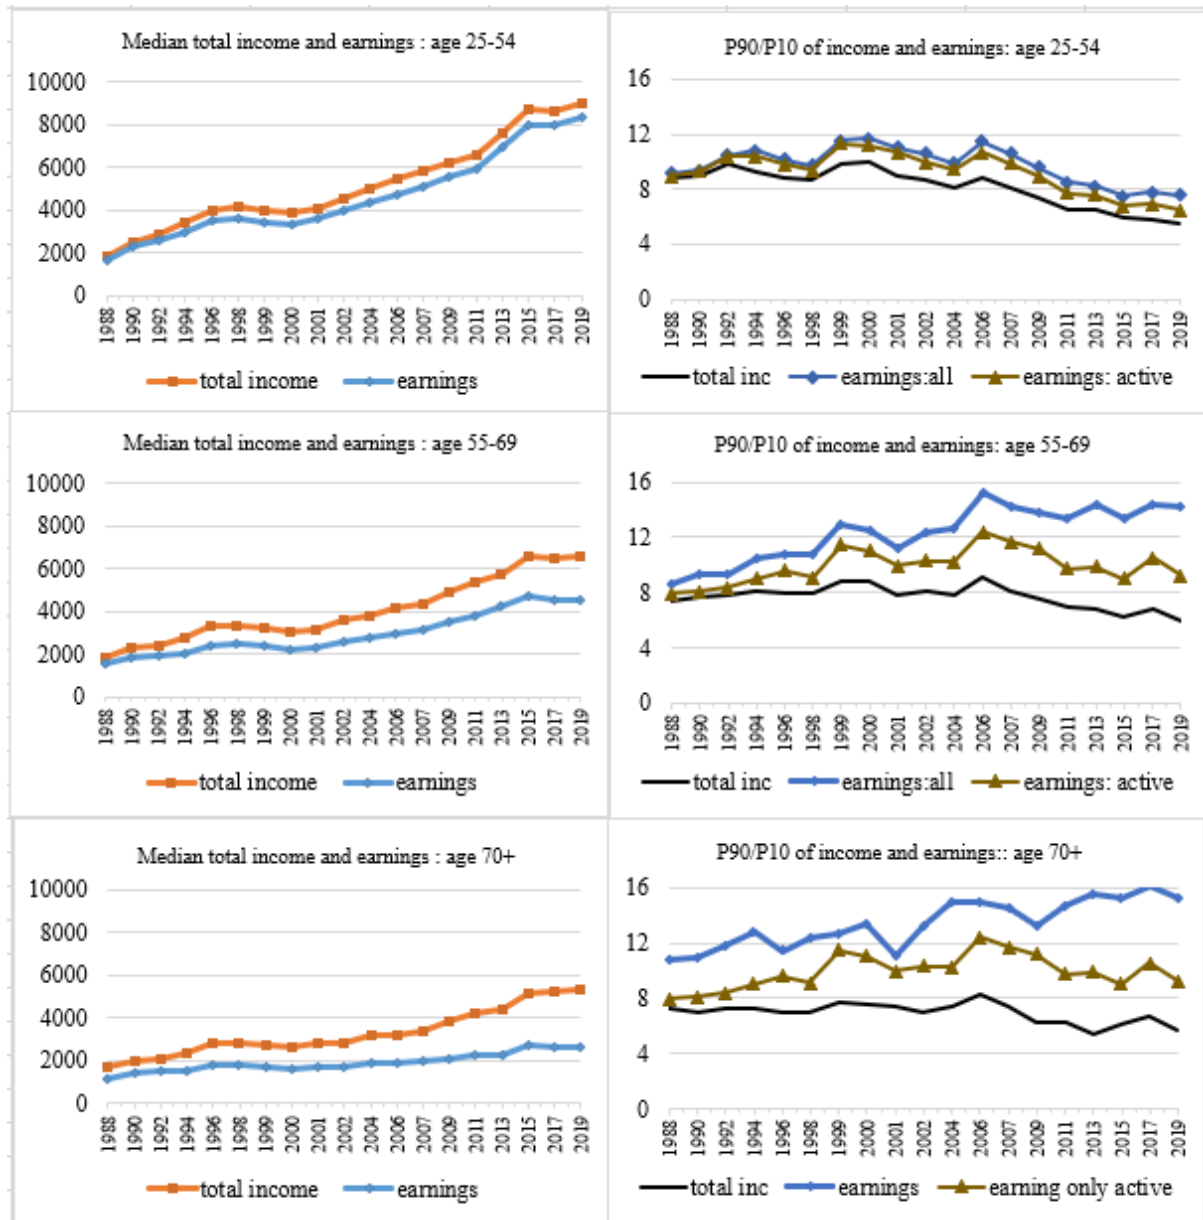 Median total income and earnings : age 25-54
10000
8000
6000
4000
2000
0
1988 1990 1992 1994 1996 1998 1999 2000 2001 2002 2004 2006 2007 2009 2011 2013 2015 2017 2019
total income earnings
P90/P10 of income and earnings: age 25-54
16
12
8
4
0
1988 1990 1992 1994 1996 1998 1999 2000 2001 2002 2004 2006 2007 2009 2011 2013 2015 2017 2019
total inc earnings:all earnings: active
Median total income and earnings : age 55-69
10000
8000
6000
4000
2000
0
1988 1990 1992 1994 1996 1998 1999 2000 2001 2002 2004 2006 2007 2009 2011 2013 2015 2017 2019
total income earnings
P90/P10 of income and earnings: age 55-69
16
12
8
4
0
1988 1990 1992 1994 1996 1998 1999 2000 2001 2002 2004 2006 2007 2009 2011 2013 2015 2017 2019
total inc earnings:all earnings: active
Median total income and earnings : age 70+
10000
8000
6000
4000
2000
0
1988 1990 1992 1994 1996 1998 1999 2000 2001 2002 2004 2006 2007 2009 2011 2013 2015 2017 2019
total income earnings
P90/P10 of income and earnings:: age 70+
16
12
8
4
0
1988 1990 1992 1994 1996 1998 1999 2000 2001 2002 2004 2006 2007 2009 2011 2013 2015 2017 2019
total inc earnings earning only active